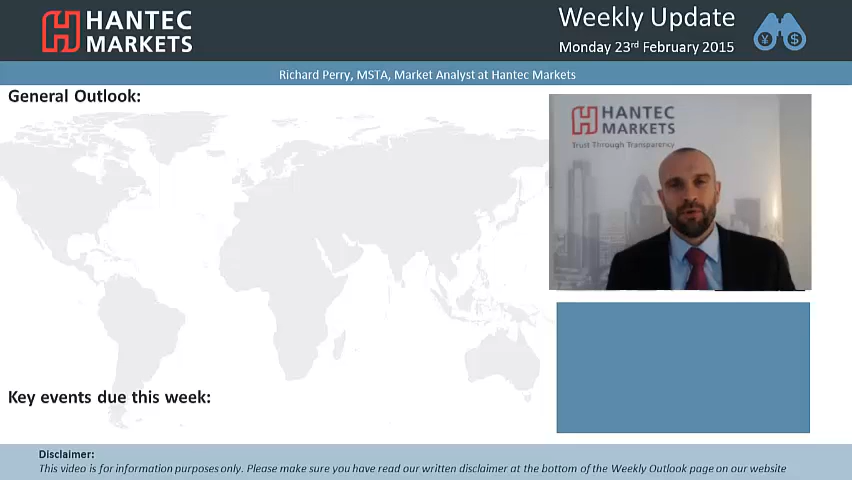 HANTEC
MARKETS
Weekly Update
Monday 23rd February 2015
¥ $
Richard Perry, MSTA, Market Analyst at Hantec Markets
General Outlook:
HANTEC
MARKETS
Trust Through Transparency
Key events due this week:
Disclaimer:
This video is for information purposes only. Please make sure you have read our written disclaimer at the bottom of the Weekly Outlook page on our website